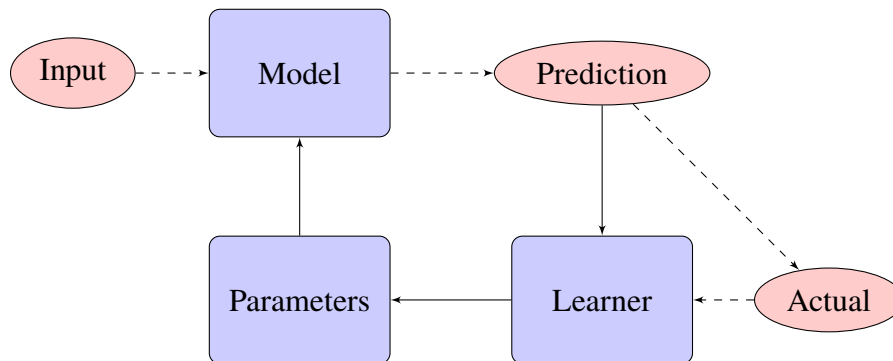 Input
Model
Prediction
Parameters
Learner
Actual